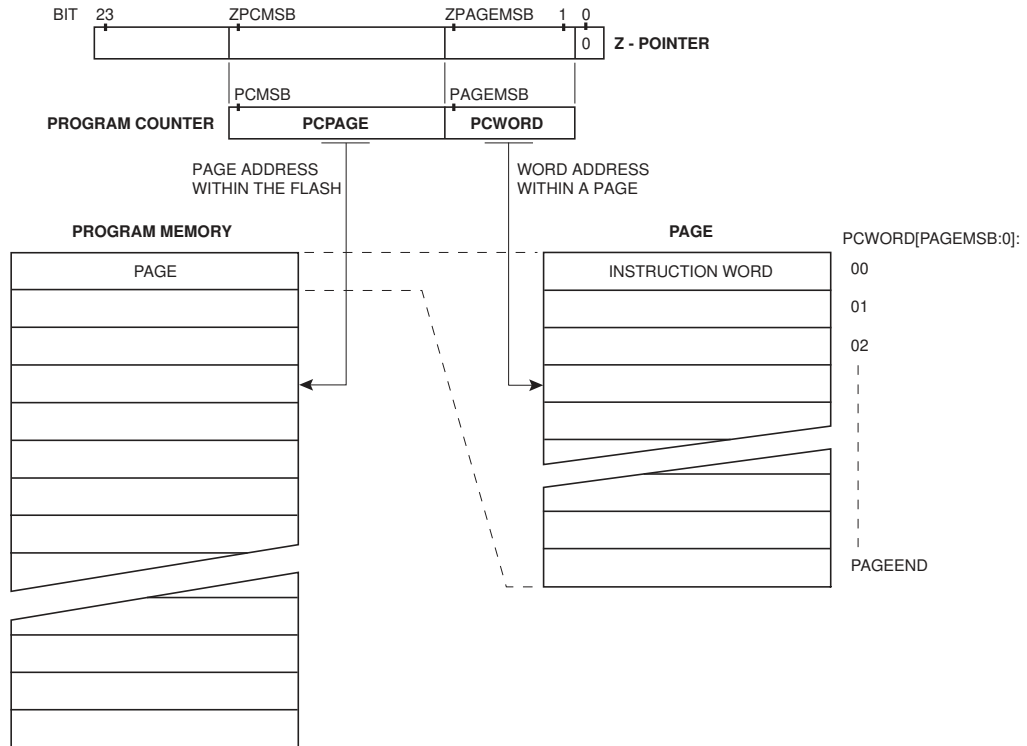 BIT 23 ZPCMSB ZPAGEMSB 1 0
0 Z - POINTER
PCMSB PAGEMSB
PROGRAM COUNTER PCPAGE PCWORD
PAGE ADDRESS
WITHIN THE FLASH
WORD ADDRESS
WITHIN A PAGE
PROGRAM MEMORY
PAGE
PAGE
PCWORD[PAGEMSB:0]:
INSTRUCTION WORD
00
01
02
PAGEEND